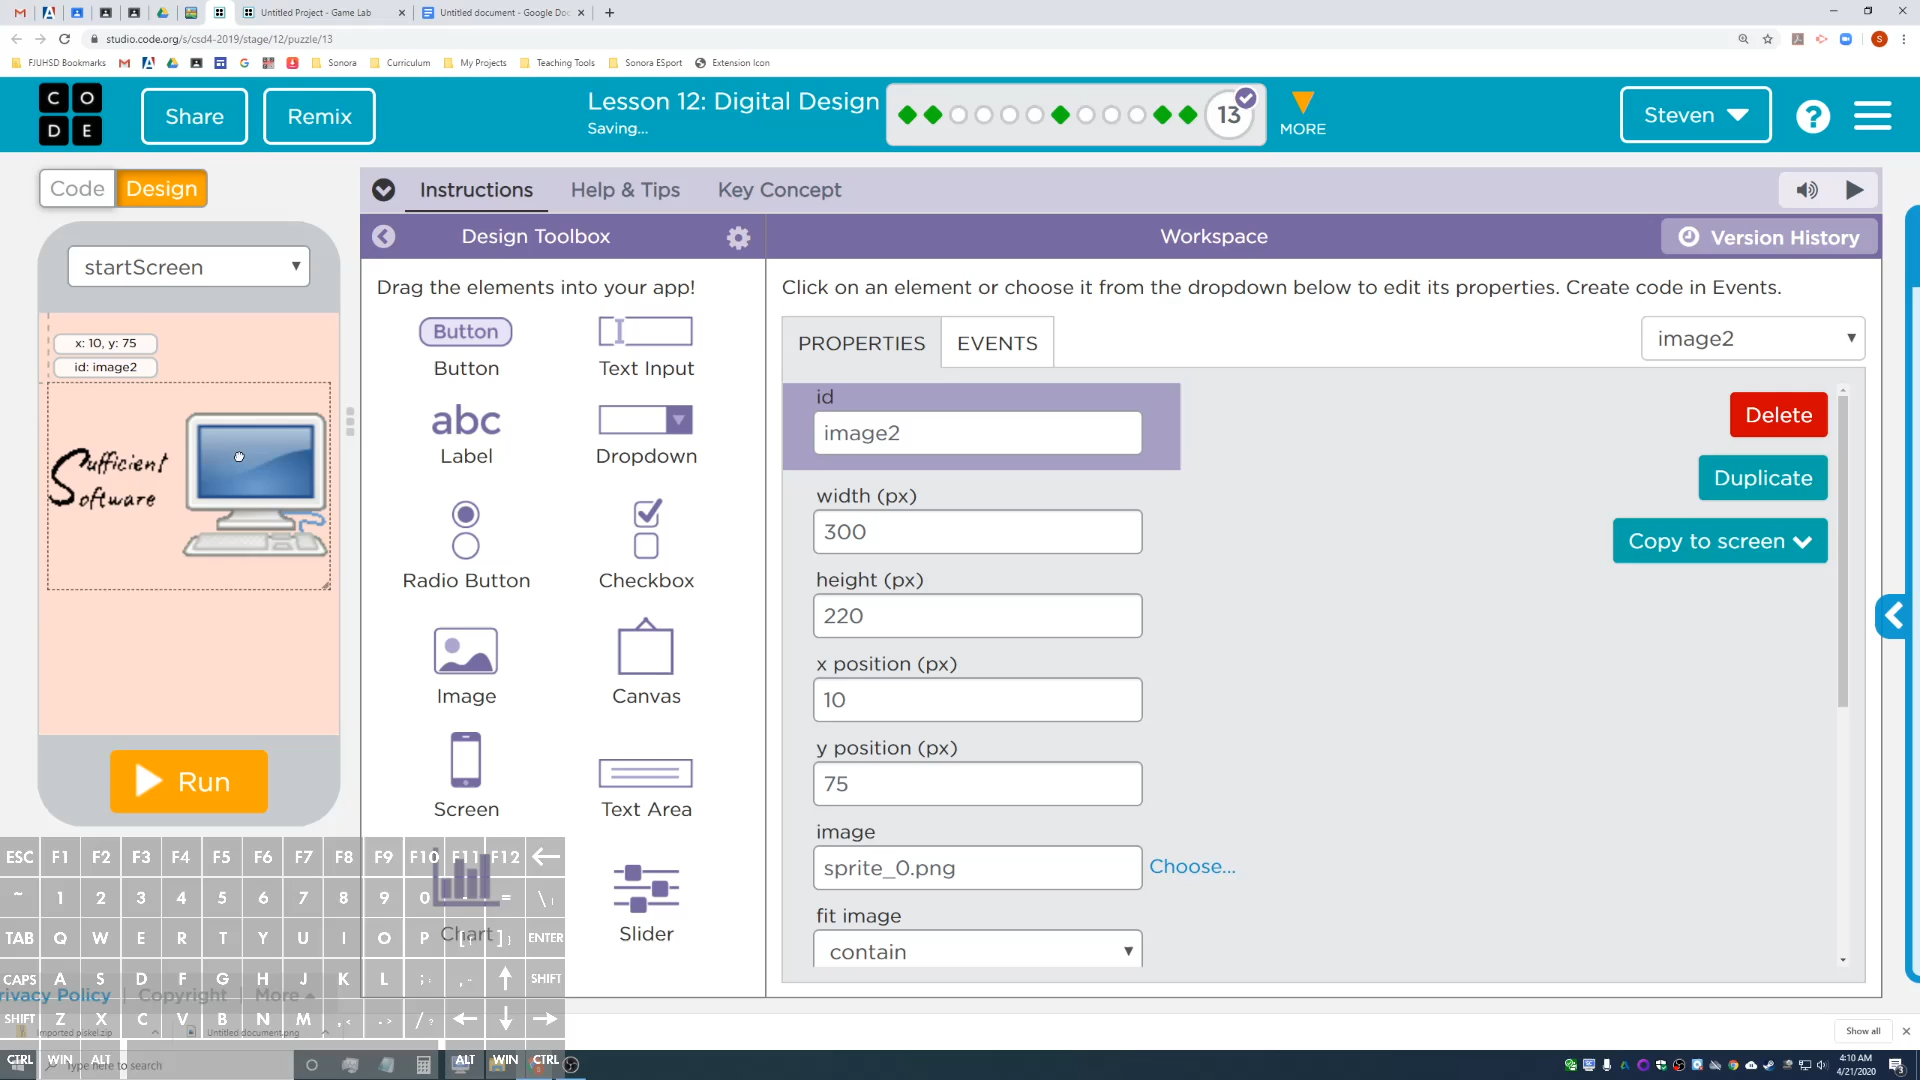 Untitled Project - Game Lab
Untitled document - Google Doc
studio.code.org/s/csd4-2019/stage/12/puzzle/13
S
FJUHSD Bookmarks
Sonora
Curriculum
My Projects
Teaching Tools
Sonora ESport
Extension Icon
C O
D E
Share
Remix
Lesson 12: Digital Design
Saving...
13
MORE
Steven
?
Code
Design
Instructions
Help & Tips
Key Concept
startScreen
Design Toolbox
Workspace
Version History
Drag the elements into your app!
Click on an element or choose it from the dropdown below to edit its properties. Create code in Events.
x: 10, y: 75
id: image2
Sufficient
Software
Run
Button
Button
Text Input
abc
Label
Dropdown
Radio Button
Checkbox
Image
Canvas
Screen
Text Area
Chart
Slider
PROPERTIES
EVENTS
image2
id
image2
width (px)
300
height (px)
220
x position (px)
10
y position (px)
75
image
sprite_0.png
Choose...
fit image
contain
Delete
Duplicate
Copy to screen
ESC F1 F2 F3 F4 F5 F6 F7 F8 F9 F10 F11 F12
~ 1 2 3 4 5 6 7 8 9 0 - = \ |
TAB Q W E R T Y U I O P [ { ] } ENTER
CAPS A S D F G H J K L ; : , . SHIFT
rivacy Policy | Copyright | More
SHIFT Z X C V B N M , < . > / ?
Imported piskel.zip
Untitled document.png
Show all
CTRL WIN ALT ALT WIN CTRL
Type here to search
4:10 AM
4/21/2020